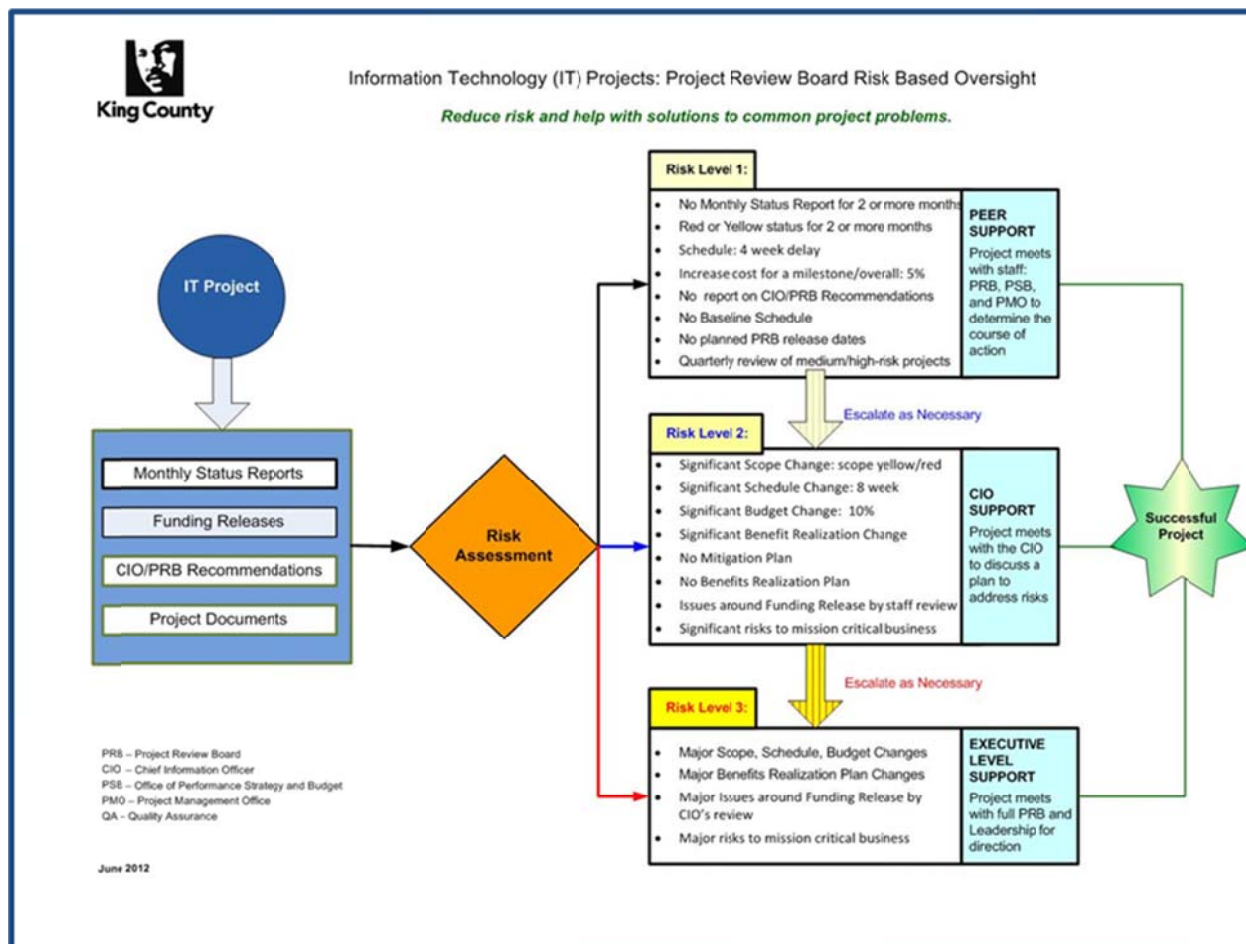 King County
Information Technology (IT) Projects: Project Review Board Risk Based Oversight
Reduce risk and help with solutions to common project problems.
IT Project
Monthly Status Reports
Funding Releases
CIO/PRB Recommendations
Project Documents
Risk
Assessment
Risk Level 1:
No Monthly Status Report for 2 or more months
Red or Yellow status for 2 or more months
Schedule: 4 week delay
Increase cost for a milestone/overall: 5%
No report on CIO/PRB Recommendations
No Baseline Schedule
No planned PRB release dates
Quarterly review of medium/high-risk projects
PEER
SUPPORT
Project meets
with staff:
PRB, PSB,
and PMO to
determine the
course of
action
Escalate as Necessary
Risk Level 2:
Significant Scope Change: scope yellow/red
Significant Schedule Change: 8 week
Significant Budget Change: 10%
Significant Benefit Realization Change
No Mitigation Plan
No Benefits Realization Plan
Issues around Funding Release by staff review
Significant risks to mission critical business
CIO
SUPPORT
Project meets
with the CIO
to discuss a
plan to
address risks
Escalate as Necessary
Risk Level 3:
Major Scope, Schedule, Budget Changes
Major Benefits Realization Plan Changes
Major Issues around Funding Release by
CIO's review
Major risks to mission critical business
EXECUTIVE
LEVEL
SUPPORT
Project meets
with full PRB and
Leadership for
direction
Successful
Project
PRB – Project Review Board
CIO – Chief Information Officer
PSB – Office of Performance Strategy and Budget
PMO – Project Management Office
QA - Quality Assurance
June 2012